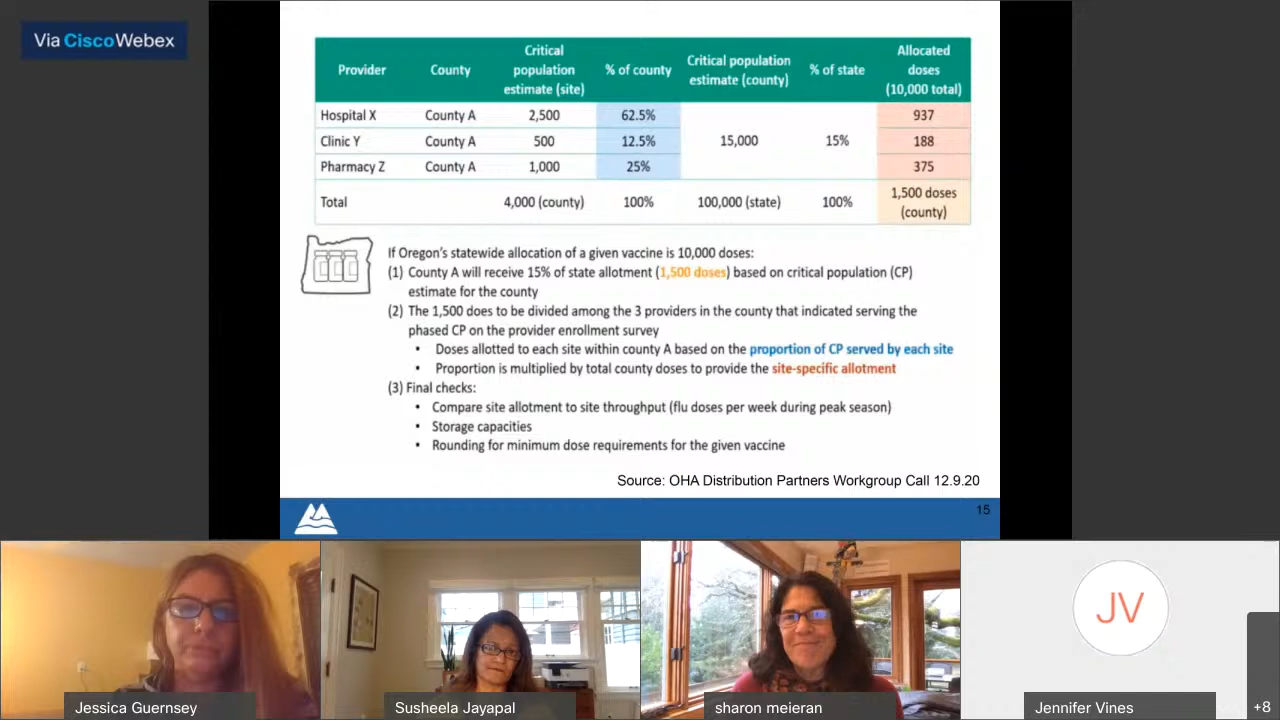 Via Cisco Webex
Provider County Critical population estimate (site) % of county Critical population estimate (county) % of state Allocated doses (10,000 total)
Hospital X County A 2,500 62.5% 937
Clinic Y County A 500 12.5% 15,000 15% 188
Pharmacy Z County A 1,000 25% 375
Total 4,000 (county) 100% 100,000 (state) 100% 1,500 doses (county)
If Oregon's statewide allocation of a given vaccine is 10,000 doses:
(1) County A will receive 15% of state allotment (1,500 doses) based on critical population (CP)
estimate for the county
(2) The 1,500 does to be divided among the 3 providers in the county that indicated serving the
phased CP on the provider enrollment survey
• Doses allotted to each site within county A based on the proportion of CP served by each site
• Proportion is multiplied by total county doses to provide the site-specific allotment
(3) Final checks:
• Compare site allotment to site throughput (flu doses per week during peak season)
• Storage capacities
• Rounding for minimum dose requirements for the given vaccine
Source: OHA Distribution Partners Workgroup Call 12.9.20
15
JV
Jessica Guernsey
Susheela Jayapal
sharon meieran
Jennifer Vines
+8